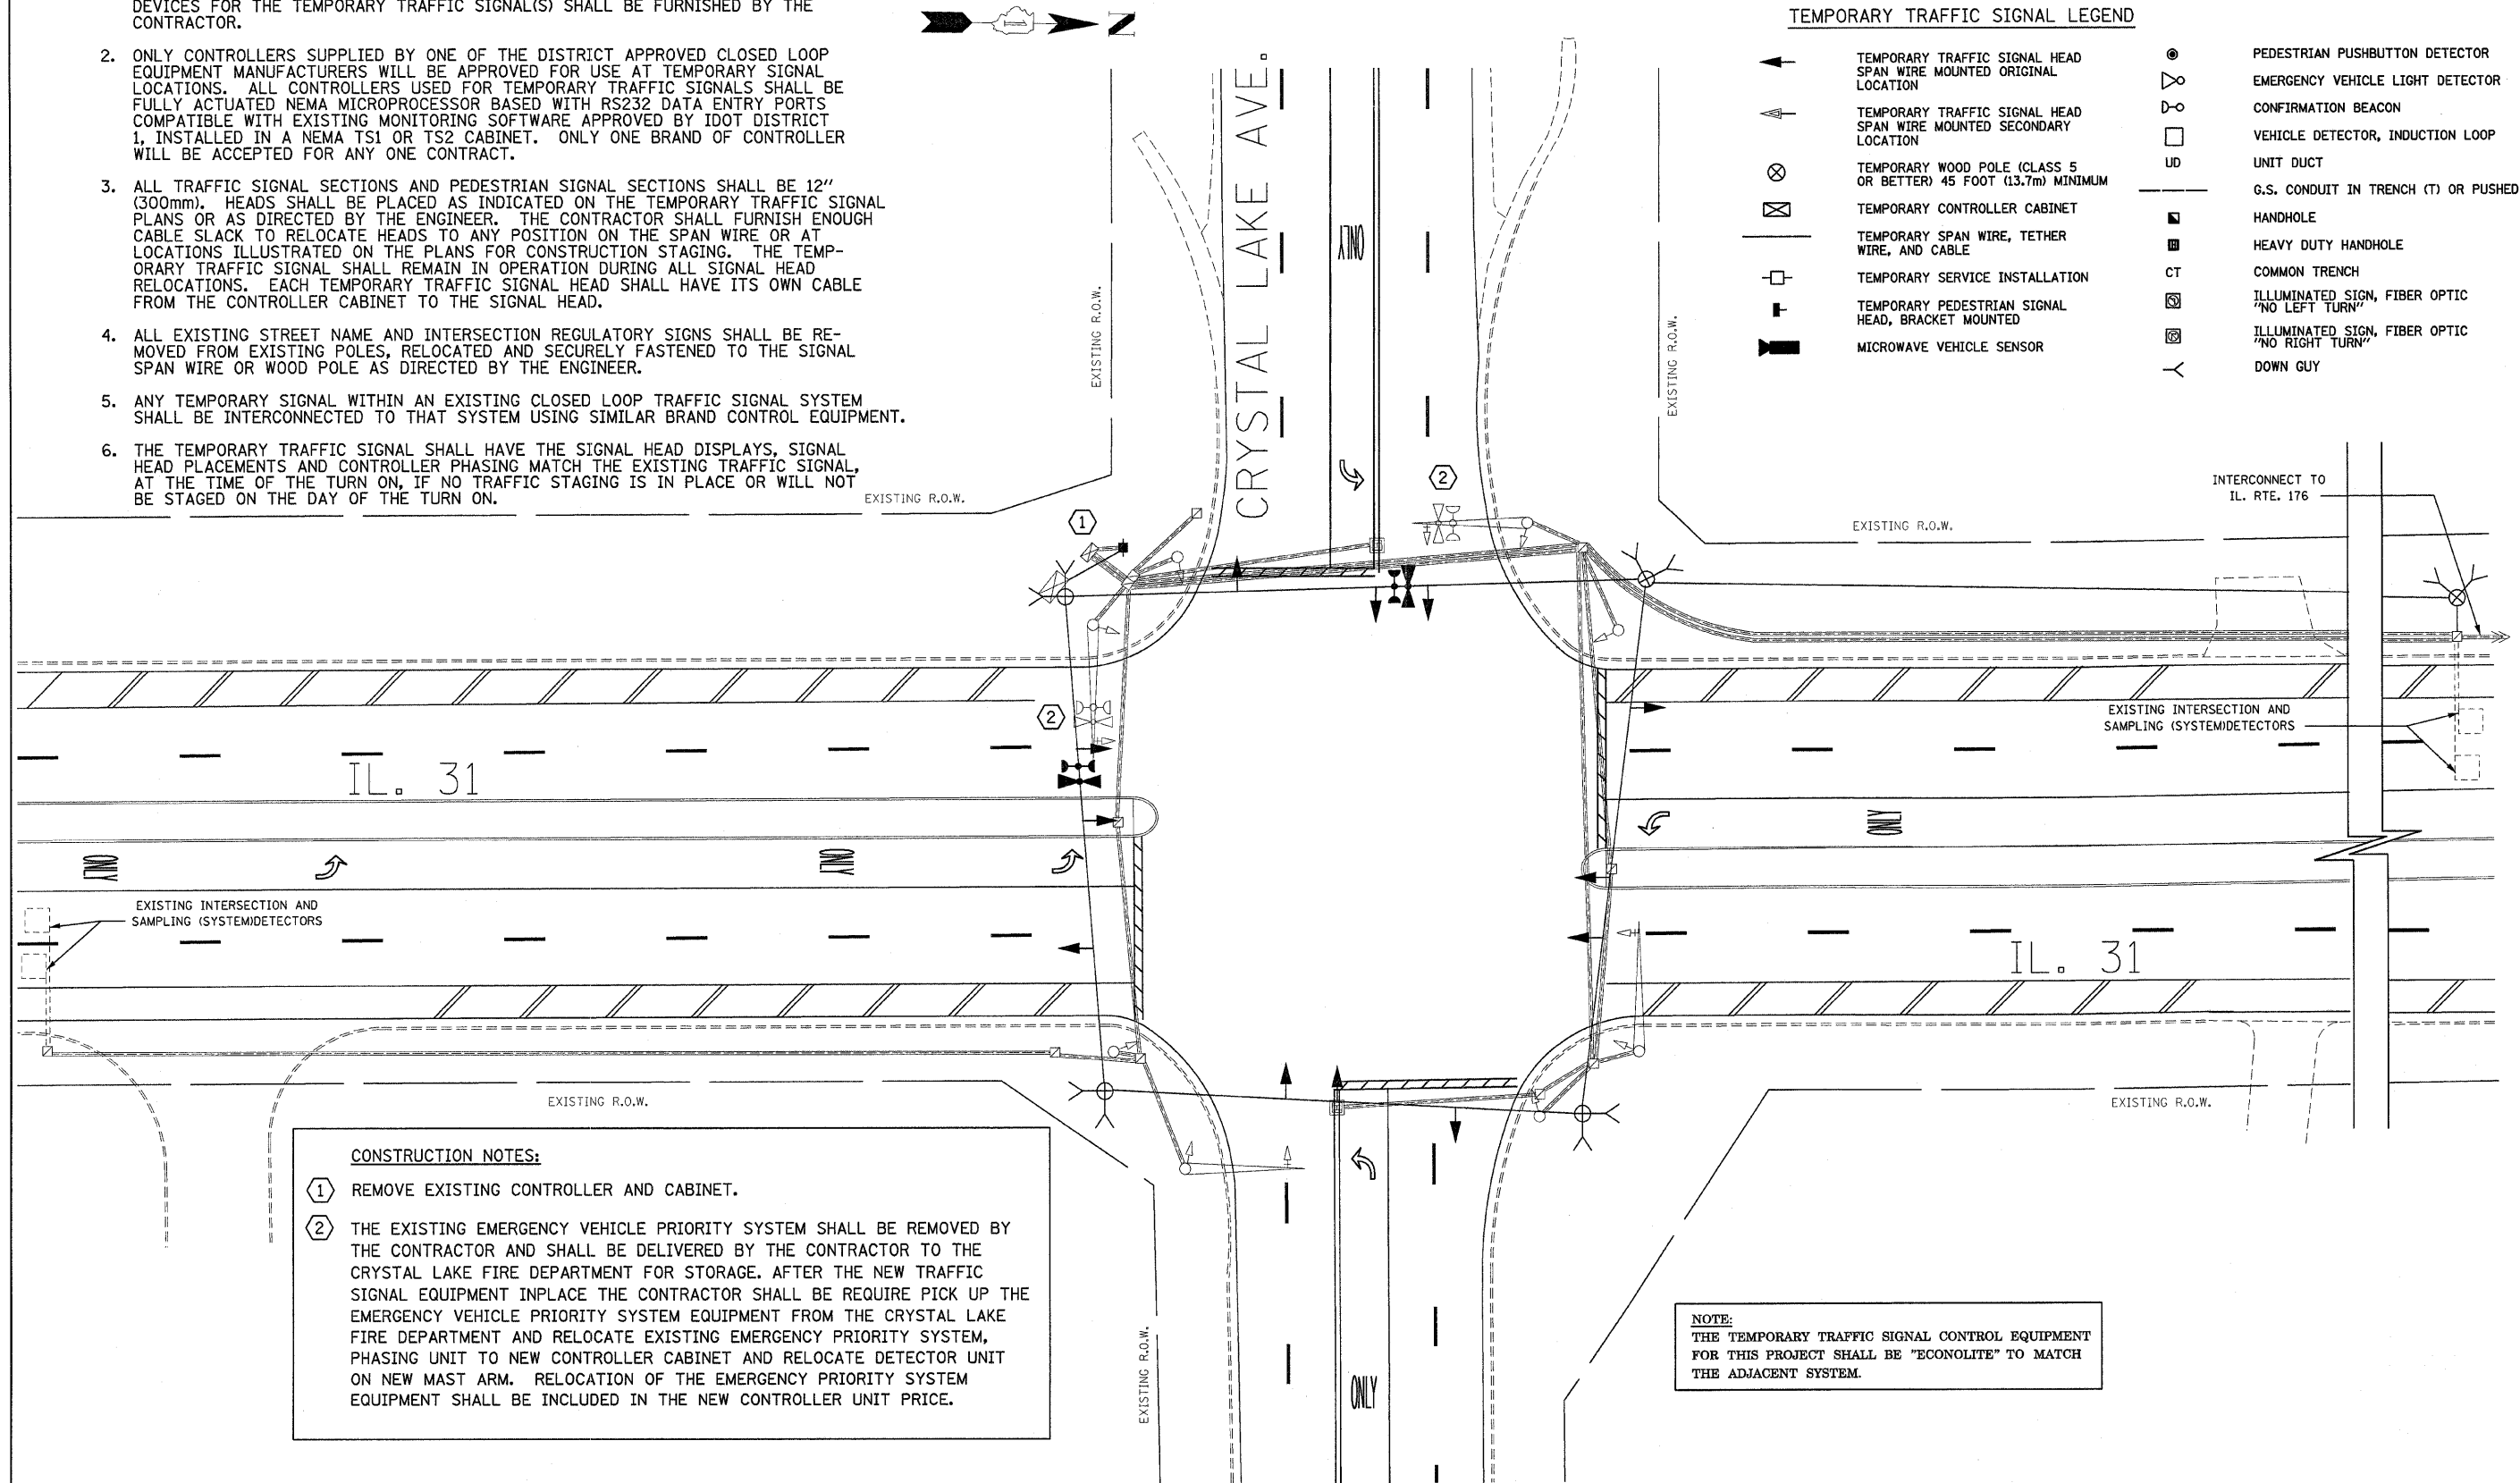 DEVICES FOR THE TEMPORARY TRAFFIC SIGNAL(S) SHALL BE FURNISHED BY THE
CONTRACTOR.
2. ONLY CONTROLLERS SUPPLIED BY ONE OF THE DISTRICT APPROVED CLOSED LOOP
EQUIPMENT MANUFACTURERS WILL BE APPROVED FOR USE AT TEMPORARY SIGNAL
LOCATIONS. ALL CONTROLLERS USED FOR TEMPORARY TRAFFIC SIGNALS SHALL BE
FULLY ACTUATED NEMA MICROPROCESSOR BASED WITH RS232 DATA ENTRY PORTS
COMPATIBLE WITH EXISTING MONITORING SOFTWARE APPROVED BY IDOT DISTRICT
1, INSTALLED IN A NEMA TS1 OR TS2 CABINET. ONLY ONE BRAND OF CONTROLLER
WILL BE ACCEPTED FOR ANY ONE CONTRACT.
3. ALL TRAFFIC SIGNAL SECTIONS AND PEDESTRIAN SIGNAL SECTIONS SHALL BE 12"
(300mm). HEADS SHALL BE PLACED AS INDICATED ON THE TEMPORARY TRAFFIC SIGNAL
PLANS OR AS DIRECTED BY THE ENGINEER. THE CONTRACTOR SHALL FURNISH ENOUGH
CABLE SLACK TO RELOCATE HEADS TO ANY POSITION ON THE SPAN WIRE OR AT
LOCATIONS ILLUSTRATED ON THE PLANS FOR CONSTRUCTION STAGING. THE TEMP-
ORARY TRAFFIC SIGNAL SHALL REMAIN IN OPERATION DURING ALL SIGNAL HEAD
RELOCATIONS. EACH TEMPORARY TRAFFIC SIGNAL HEAD SHALL HAVE ITS OWN CABLE
FROM THE CONTROLLER CABINET TO THE SIGNAL HEAD.
4. ALL EXISTING STREET NAME AND INTERSECTION REGULATORY SIGNS SHALL BE RE-
MOVED FROM EXISTING POLES, RELOCATED AND SECURELY FASTENED TO THE SIGNAL
SPAN WIRE OR WOOD POLE AS DIRECTED BY THE ENGINEER.
5. ANY TEMPORARY SIGNAL WITHIN AN EXISTING CLOSED LOOP TRAFFIC SIGNAL SYSTEM
SHALL BE INTERCONNECTED TO THAT SYSTEM USING SIMILAR BRAND CONTROL EQUIPMENT.
6. THE TEMPORARY TRAFFIC SIGNAL SHALL HAVE THE SIGNAL HEAD DISPLAYS, SIGNAL
HEAD PLACEMENTS AND CONTROLLER PHASING MATCH THE EXISTING TRAFFIC SIGNAL,
AT THE TIME OF THE TURN ON, IF NO TRAFFIC STAGING IS IN PLACE OR WILL NOT
BE STAGED ON THE DAY OF THE TURN ON.
N
TEMPORARY TRAFFIC SIGNAL LEGEND
TEMPORARY TRAFFIC SIGNAL HEAD
SPAN WIRE MOUNTED ORIGINAL
LOCATION
TEMPORARY TRAFFIC SIGNAL HEAD
SPAN WIRE MOUNTED SECONDARY
LOCATION
TEMPORARY WOOD POLE (CLASS 5
OR BETTER) 45 FOOT (13.7m) MINIMUM
TEMPORARY CONTROLLER CABINET
TEMPORARY SPAN WIRE, TETHER
WIRE, AND CABLE
TEMPORARY SERVICE INSTALLATION
TEMPORARY PEDESTRIAN SIGNAL
HEAD, BRACKET MOUNTED
MICROWAVE VEHICLE SENSOR
PEDESTRIAN PUSHBUTTON DETECTOR
EMERGENCY VEHICLE LIGHT DETECTOR
CONFIRMATION BEACON
VEHICLE DETECTOR, INDUCTION LOOP
UD UNIT DUCT
G.S. CONDUIT IN TRENCH (T) OR PUSHED
HANDHOLE
H HEAVY DUTY HANDHOLE
CT COMMON TRENCH
ILLUMINATED SIGN, FIBER OPTIC
"NO LEFT TURN"
ILLUMINATED SIGN, FIBER OPTIC
"NO RIGHT TURN"
DOWN GUY
CRYSTAL LAKE AVE.
ONLY
EXISTING R.O.W.
EXISTING R.O.W.
EXISTING R.O.W.
EXISTING R.O.W.
1
2
2
INTERCONNECT TO
IL. RTE. 176
EXISTING INTERSECTION AND
SAMPLING (SYSTEM)DETECTORS
IL. 31
ONLY
ONLY
ONLY
EXISTING INTERSECTION AND
SAMPLING (SYSTEM)DETECTORS
IL. 31
EXISTING R.O.W.
EXISTING R.O.W.
EXISTING R.O.W.
ONLY
CONSTRUCTION NOTES:
1 REMOVE EXISTING CONTROLLER AND CABINET.
2 THE EXISTING EMERGENCY VEHICLE PRIORITY SYSTEM SHALL BE REMOVED BY
THE CONTRACTOR AND SHALL BE DELIVERED BY THE CONTRACTOR TO THE
CRYSTAL LAKE FIRE DEPARTMENT FOR STORAGE. AFTER THE NEW TRAFFIC
SIGNAL EQUIPMENT INPLACE THE CONTRACTOR SHALL BE REQUIRE PICK UP THE
EMERGENCY VEHICLE PRIORITY SYSTEM EQUIPMENT FROM THE CRYSTAL LAKE
FIRE DEPARTMENT AND RELOCATE EXISTING EMERGENCY PRIORITY SYSTEM,
PHASING UNIT TO NEW CONTROLLER CABINET AND RELOCATE DETECTOR UNIT
ON NEW MAST ARM. RELOCATION OF THE EMERGENCY PRIORITY SYSTEM
EQUIPMENT SHALL BE INCLUDED IN THE NEW CONTROLLER UNIT PRICE.
NOTE:
THE TEMPORARY TRAFFIC SIGNAL CONTROL EQUIPMENT
FOR THIS PROJECT SHALL BE "ECONOLITE" TO MATCH
THE ADJACENT SYSTEM.